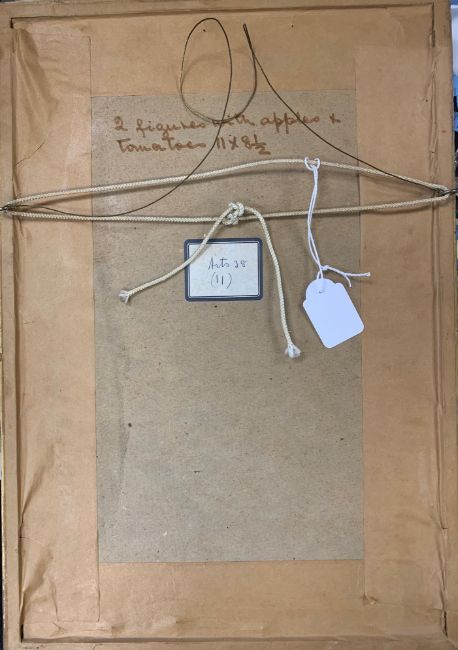 2 figures with apples &
tomatoes 11 x 8½
Arts 38
(11)